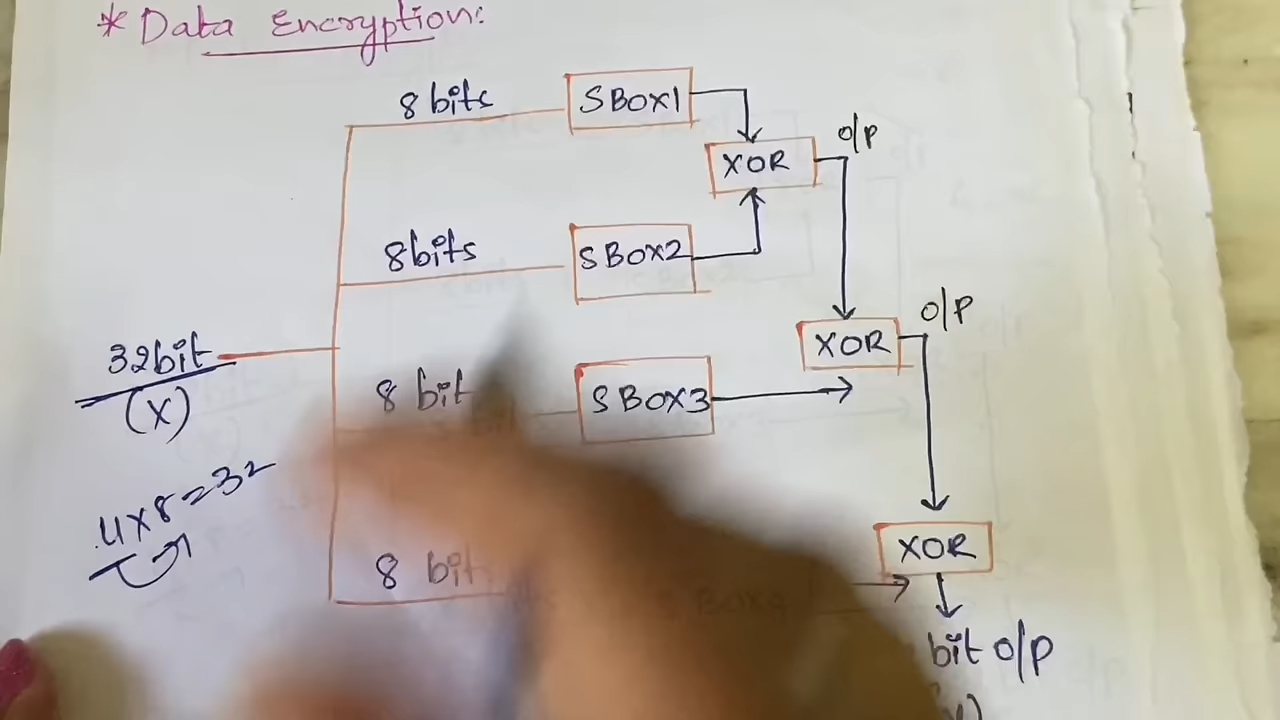 * Data Encryption:
8 bits
SBOX1
XOR
O/P
8bits
SBOX2
32bit
(X)
XOR
O/P
8 bit
SBOX3
4x8=32
XOR
8 bit
SBOX4
bit O/P